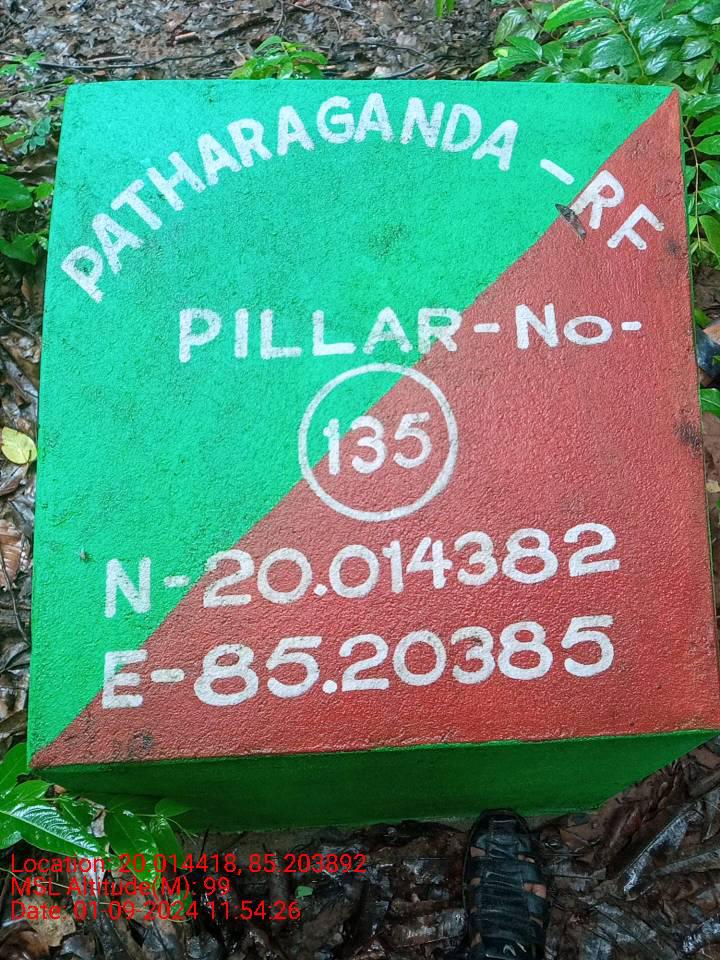 PATHARAGANDA - RF
PILLAR-No-
135
N-20.014382
E-85.20385
Location: 20.014418, 85.203892
MSL Altitude(M): 99
Date: 01-09-2024 11:54:26